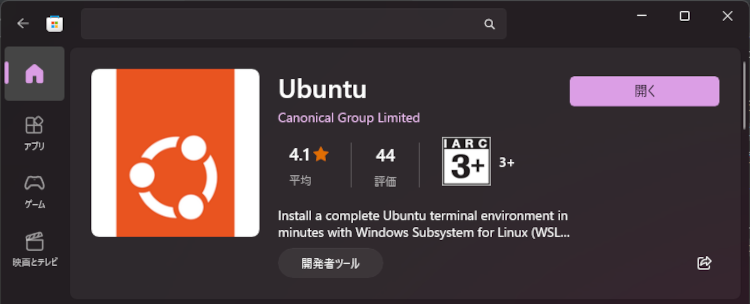 アプリ
ゲーム
映画とテレビ
Ubuntu
Canonical Group Limited
開く
4.1
平均
44
評価
IARC
3+
3+
Install a complete Ubuntu terminal environment in
minutes with Windows Subsystem for Linux (WSL...
開発者ツール